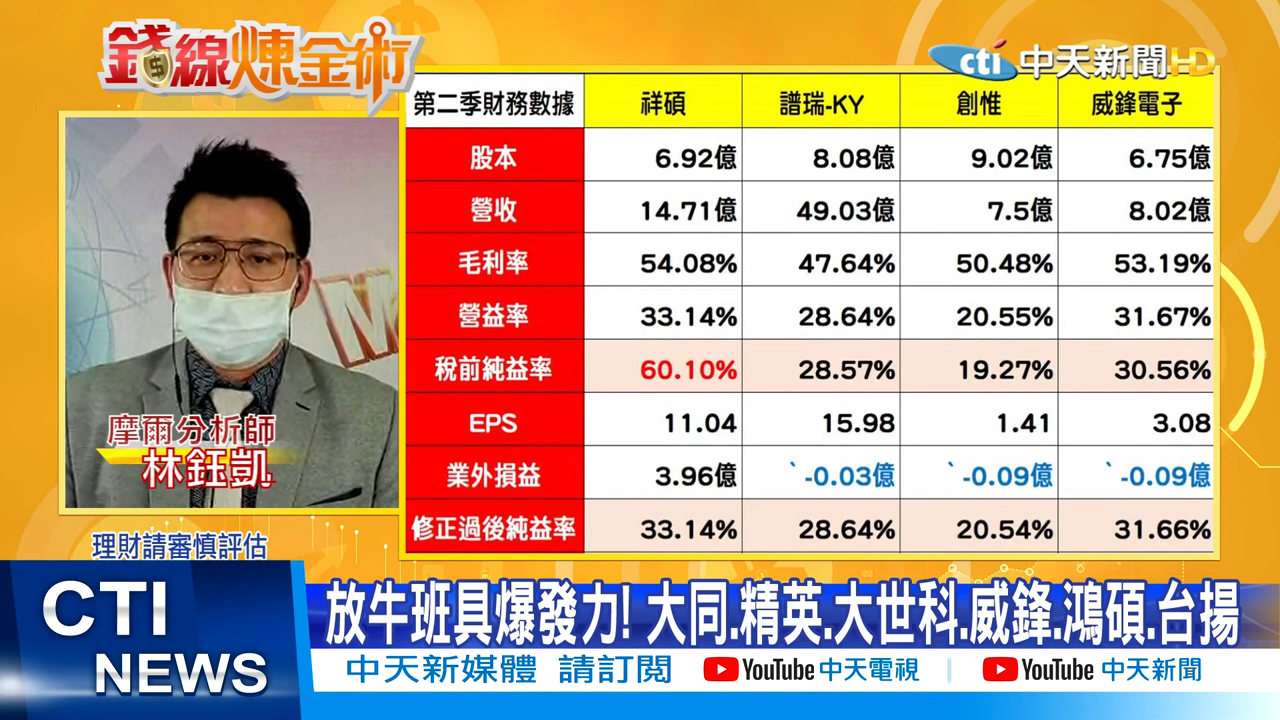 錢線煉金術
cti 中天新聞HD
第二季財務數據 祥碩 譜瑞-KY 創惟 威鋒電子
股本 6.92億 8.08億 9.02億 6.75億
營收 14.71億 49.03億 7.5億 8.02億
毛利率 54.08% 47.64% 50.48% 53.19%
營益率 33.14% 28.64% 20.55% 31.67%
稅前純益率 60.10% 28.57% 19.27% 30.56%
EPS 11.04 15.98 1.41 3.08
業外損益 3.96億 ˋ-0.03億 ˋ-0.09億 ˋ-0.09億
修正過後純益率 33.14% 28.64% 20.54% 31.66%
摩爾分析師
林鈺凱
理財請審慎評估
CTI
NEWS
放牛班具爆發力! 大同.精英.大世科.威鋒.鴻碩.台揚
中天新媒體 請訂閱 YouTube 中天電視 | YouTube 中天新聞